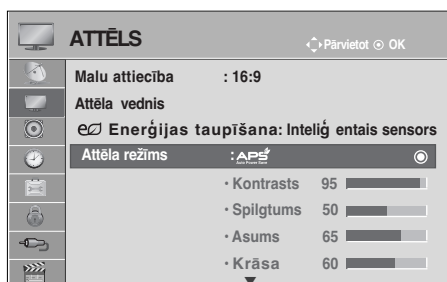 ATTĒLS
Pārvietot OK
Malu attiecība : 16:9
Attēla vednis
Enerģijas taupīšana: Inteliģ entais sensors
Attēla režīms : APS
Auto Power Save
• Kontrasts 95
• Spilgtums 50
• Asums 65
• Krāsa 60